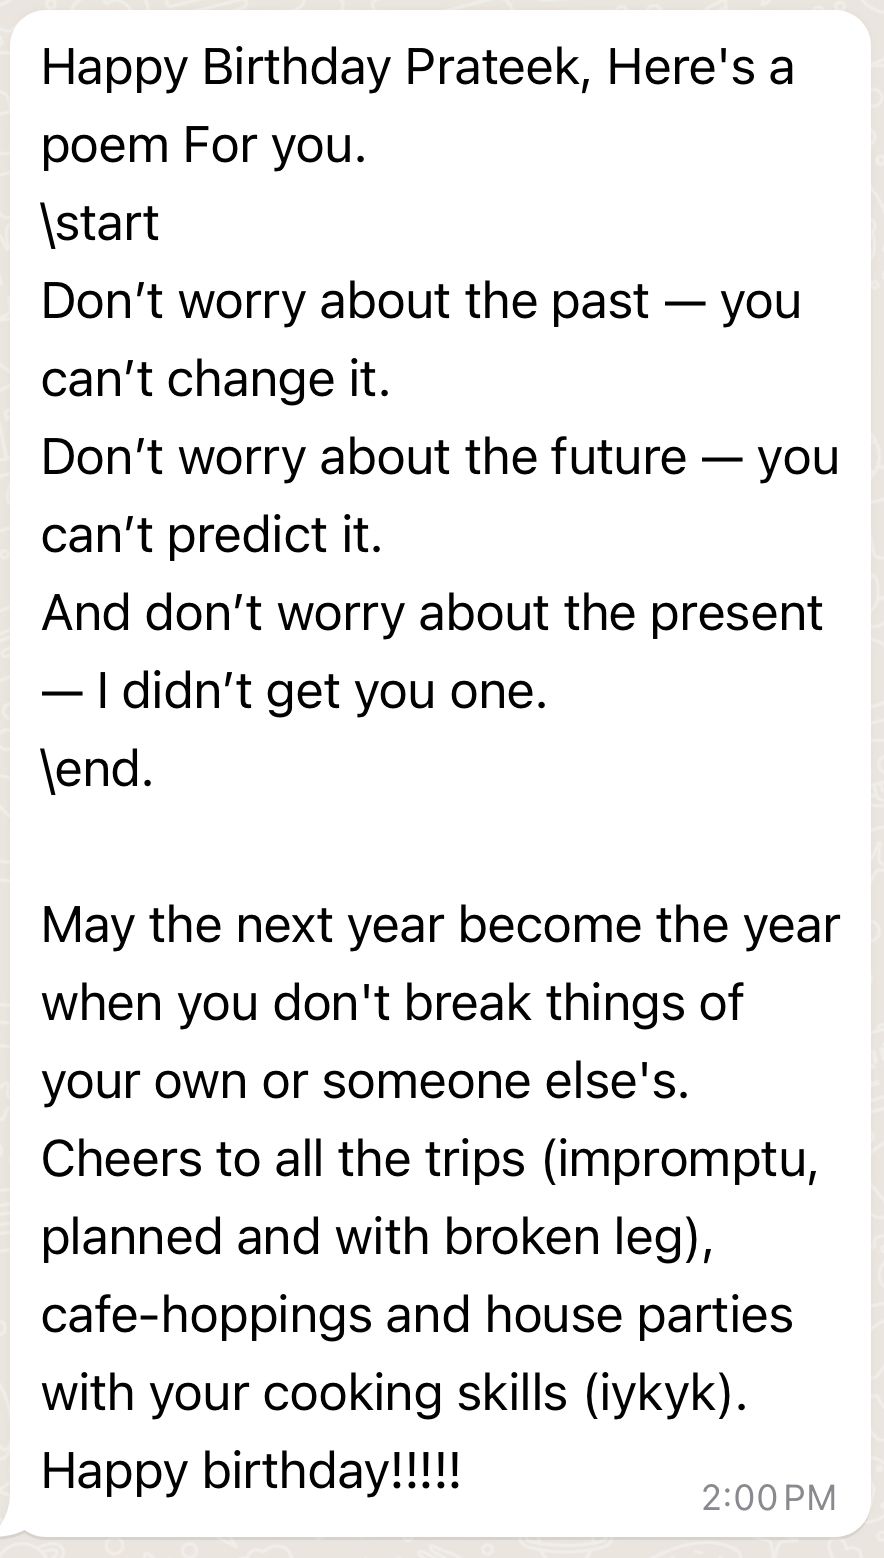 Happy Birthday Prateek, Here's a
poem For you.
\start
Don’t worry about the past — you
can’t change it.
Don’t worry about the future — you
can’t predict it.
And don’t worry about the present
— I didn’t get you one.
\end.

May the next year become the year
when you don't break things of
your own or someone else's.
Cheers to all the trips (impromptu,
planned and with broken leg),
cafe-hoppings and house parties
with your cooking skills (iykyk).
Happy birthday!!!!!
2:00 PM